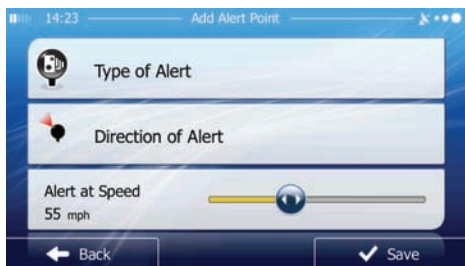 14:23 Add Alert Point
Type of Alert
Direction of Alert
Alert at Speed
55 mph
Back Save